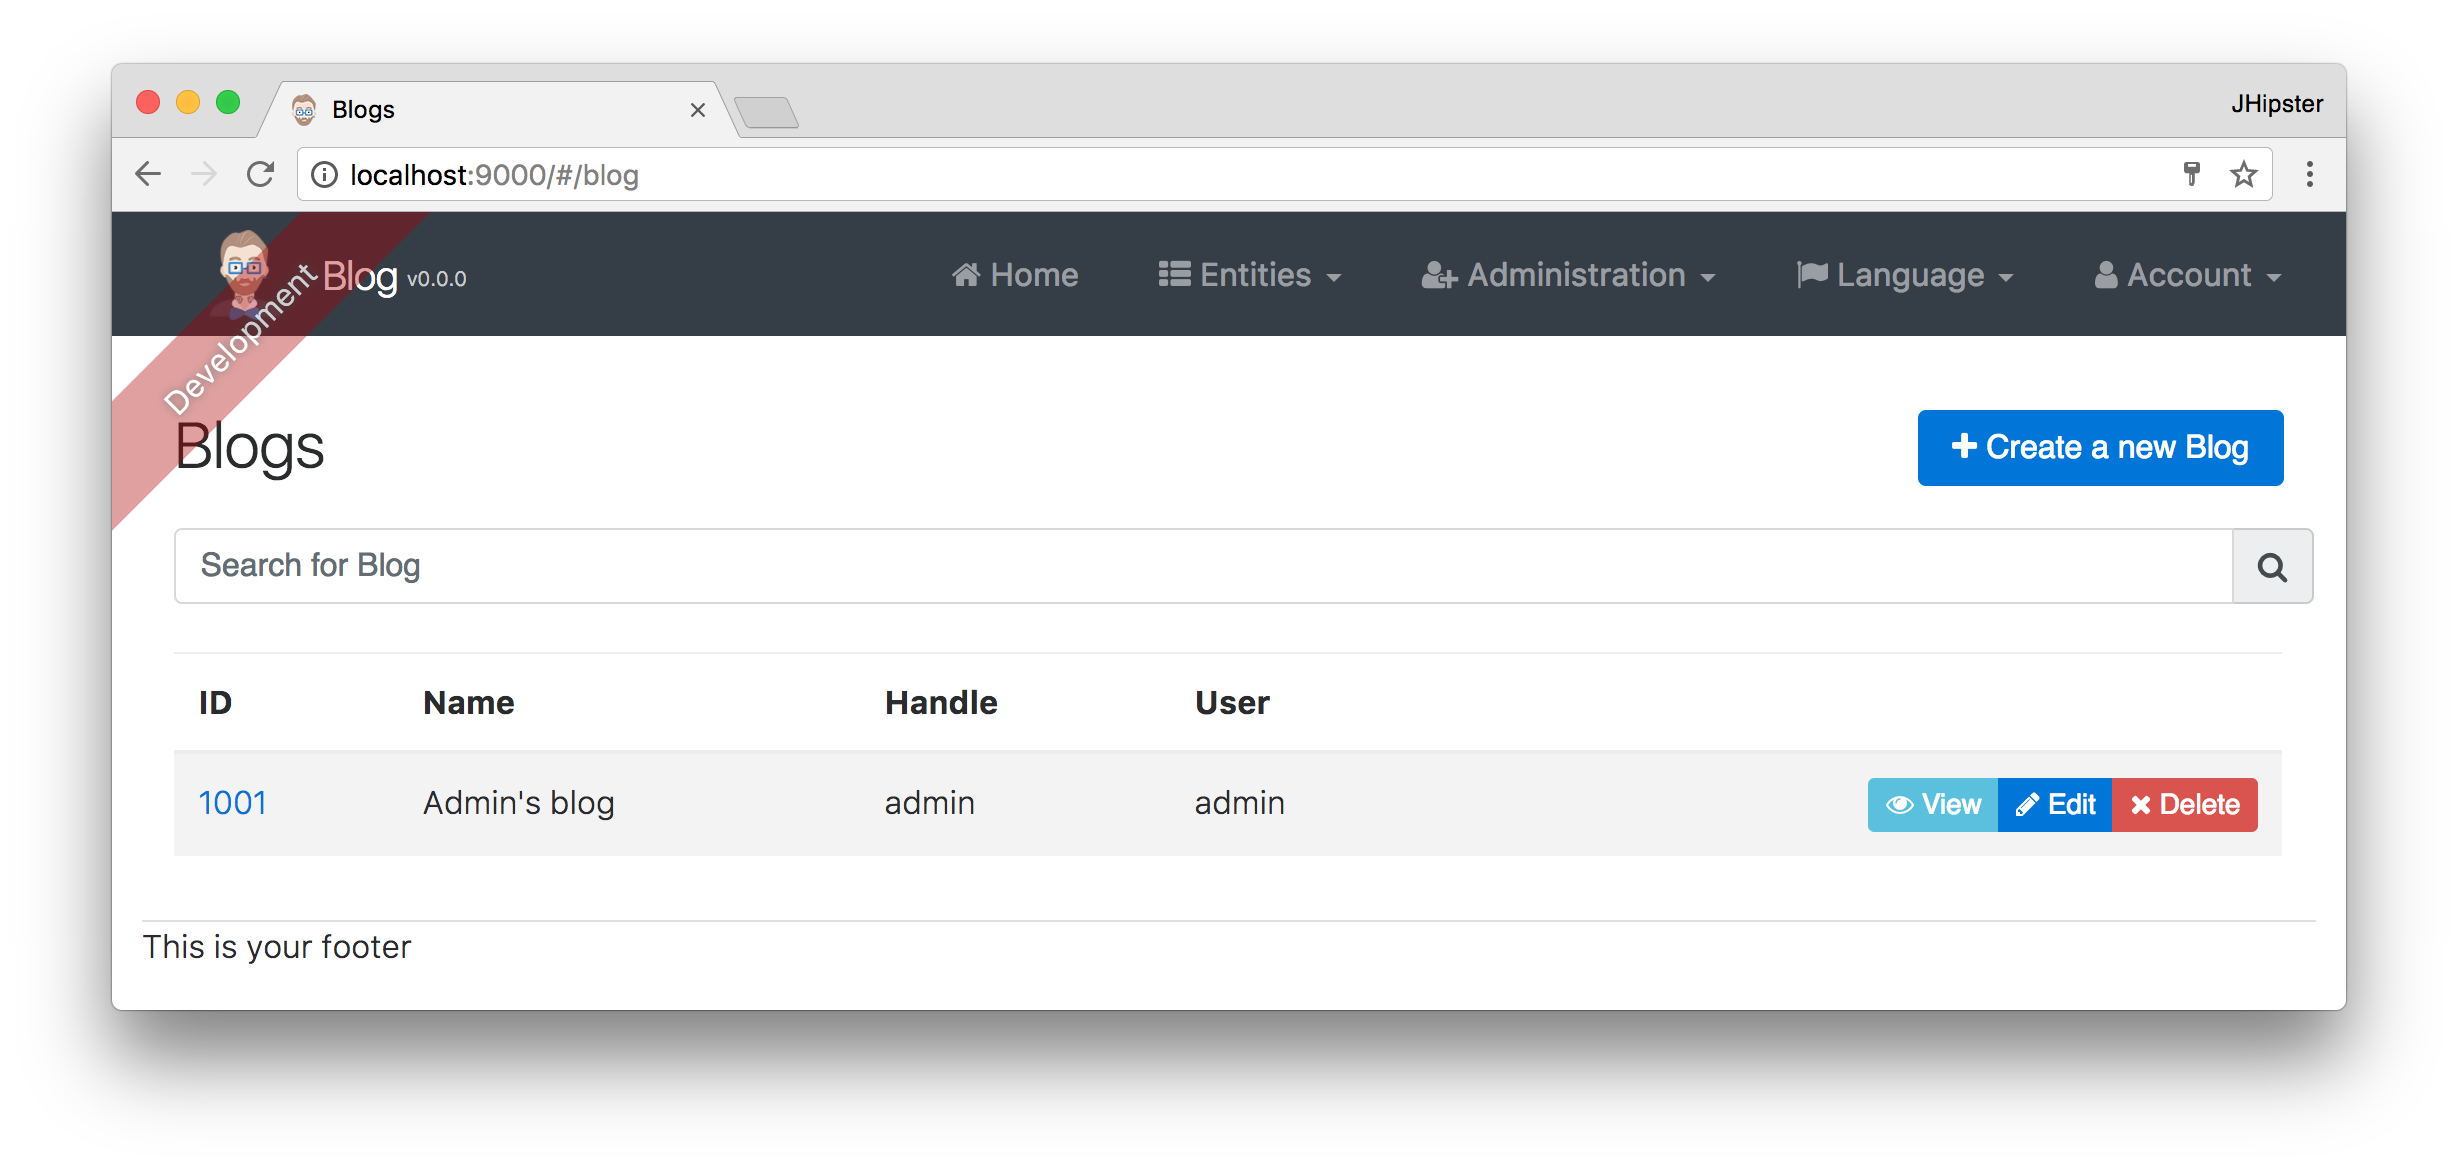 Blogs
JHipster
localhost:9000/#/blog
Development
Blog v0.0.0
Home
Entities
Administration
Language
Account
Blogs
Create a new Blog
Search for Blog
ID Name Handle User
1001 Admin's blog admin admin View Edit Delete
This is your footer